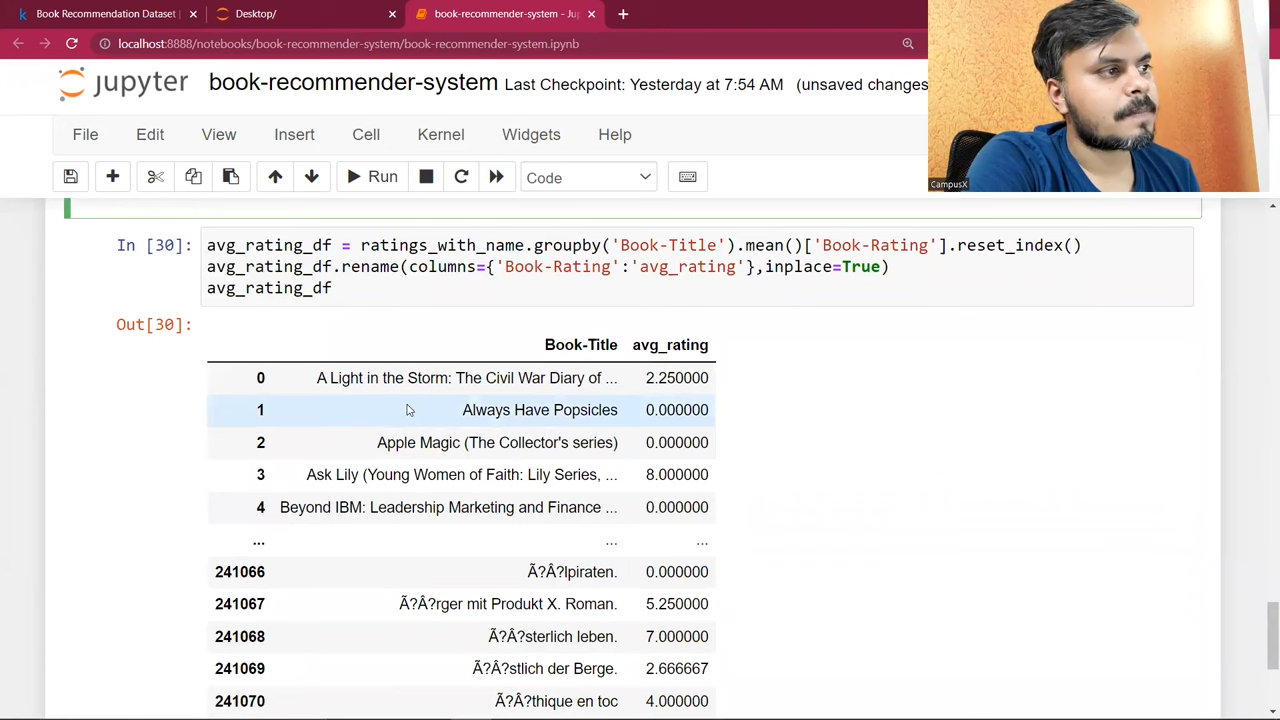 Book Recommendation Dataset
Desktop/
book-recommender-system - Ju
localhost:8888/notebooks/book-recommender-system/book-recommender-system.ipynb
jupyter book-recommender-system Last Checkpoint: Yesterday at 7:54 AM (unsaved changes
File Edit View Insert Cell Kernel Widgets Help
Run Code
CampusX
In [30]: avg_rating_df = ratings_with_name.groupby('Book-Title').mean()['Book-Rating'].reset_index()
avg_rating_df.rename(columns={'Book-Rating':'avg_rating'},inplace=True)
avg_rating_df
Out[30]:
Book-Title avg_rating
0 A Light in the Storm: The Civil War Diary of ... 2.250000
1 Always Have Popsicles 0.000000
2 Apple Magic (The Collector's series) 0.000000
3 Ask Lily (Young Women of Faith: Lily Series, ... 8.000000
4 Beyond IBM: Leadership Marketing and Finance ... 0.000000
... ... ...
241066 Ã?Â?lpiraten. 0.000000
241067 Ã?Â?rger mit Produkt X. Roman. 5.250000
241068 Ã?Â?sterlich leben. 7.000000
241069 Ã?Â?stlich der Berge. 2.666667
241070 Ã?Â?thique en toc 4.000000